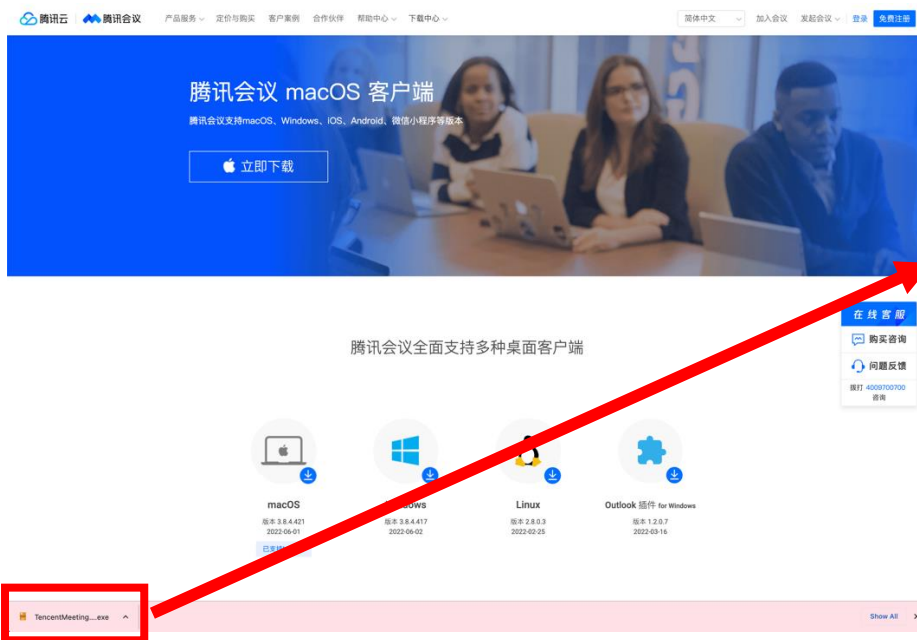 腾讯云 腾讯会议 产品服务 定价与购买 客户案例 合作伙伴 帮助中心 下载中心 简体中文 加入会议 发起会议 登录 免费注册
腾讯会议 macOS 客户端
腾讯会议支持macOS、Windows、iOS、Android、微信小程序等版本
立即下载
在线客服
购买咨询
问题反馈
拨打 4009700700
咨询
腾讯会议全面支持多种桌面客户端
macOS
版本 3.8.4.421
2022-06-01
版本 3.8.4.417
2022-06-02
Linux
版本 2.8.0.3
2022-02-25
Outlook 插件 for Windows
版本 1.2.0.7
2022-03-16
TencentMeeting....exe
Show All